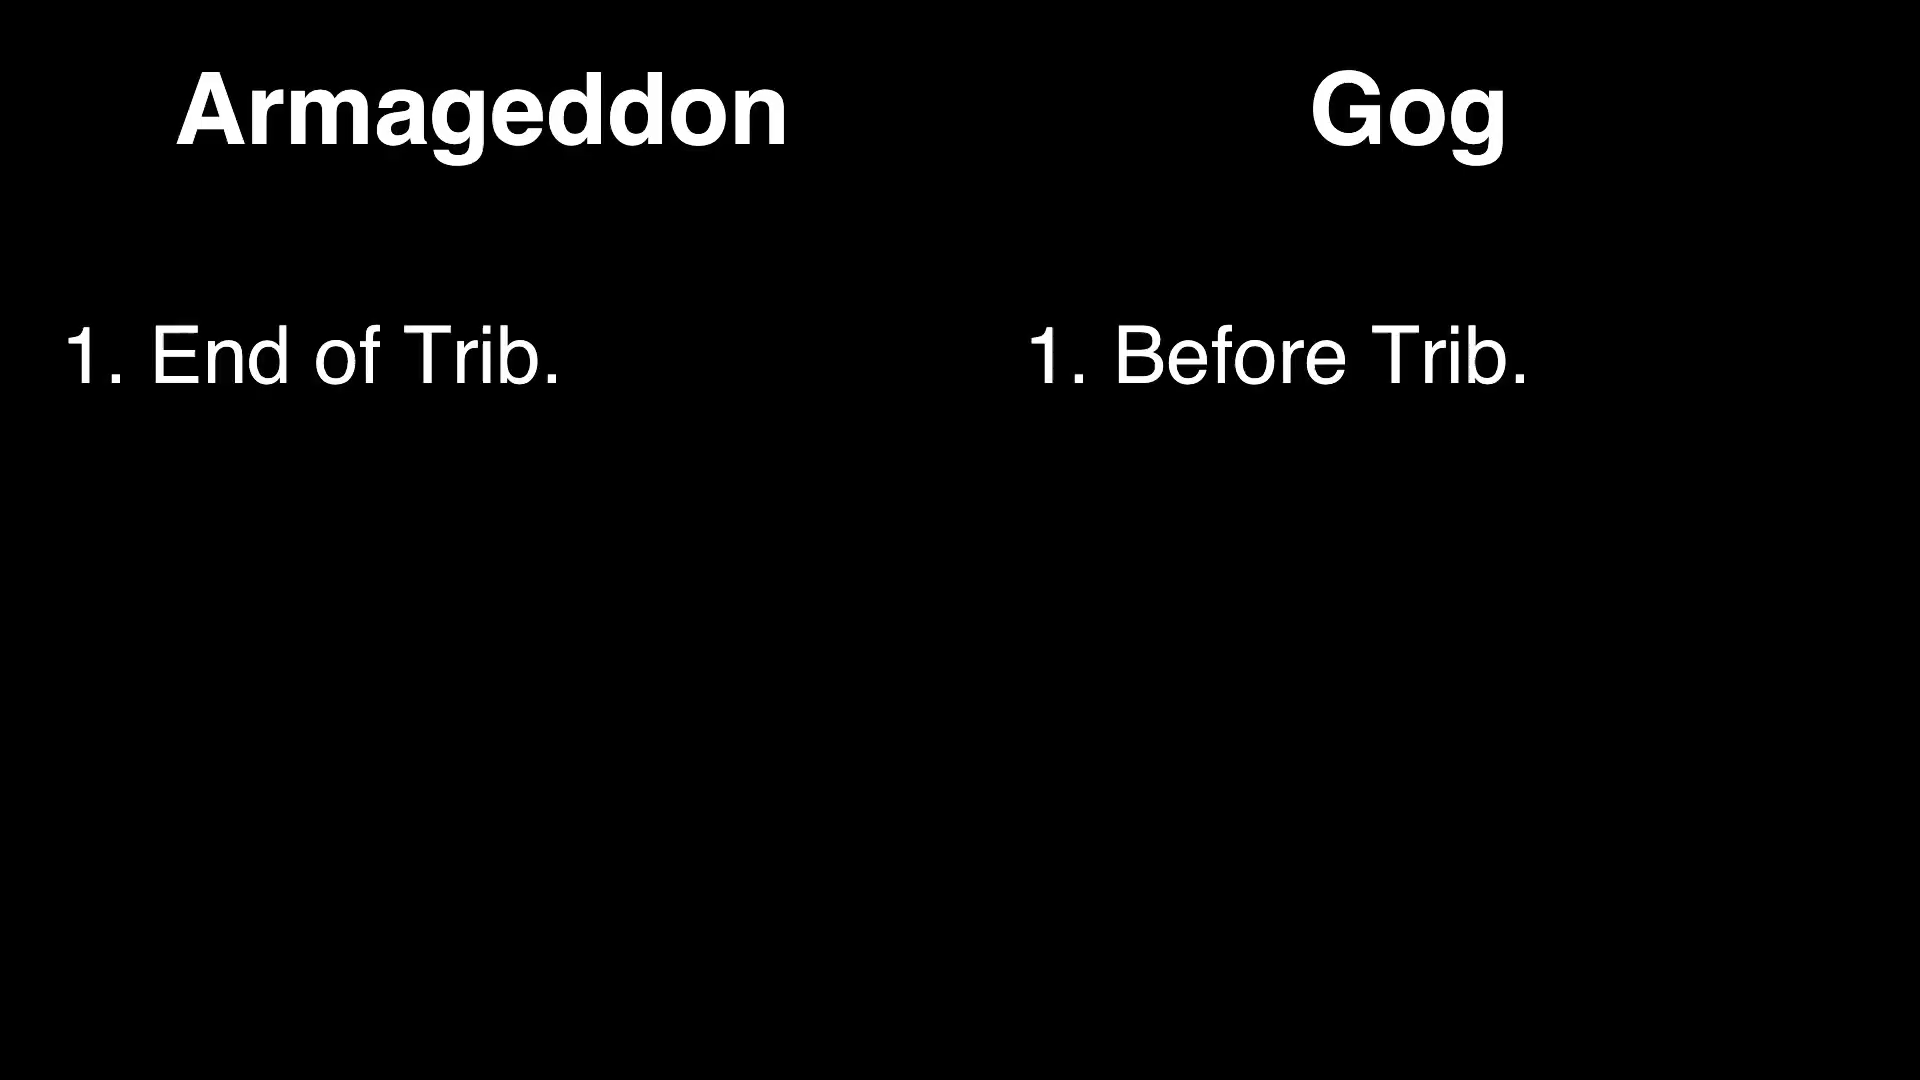 Armageddon
1. End of Trib.
Gog
1. Before Trib.